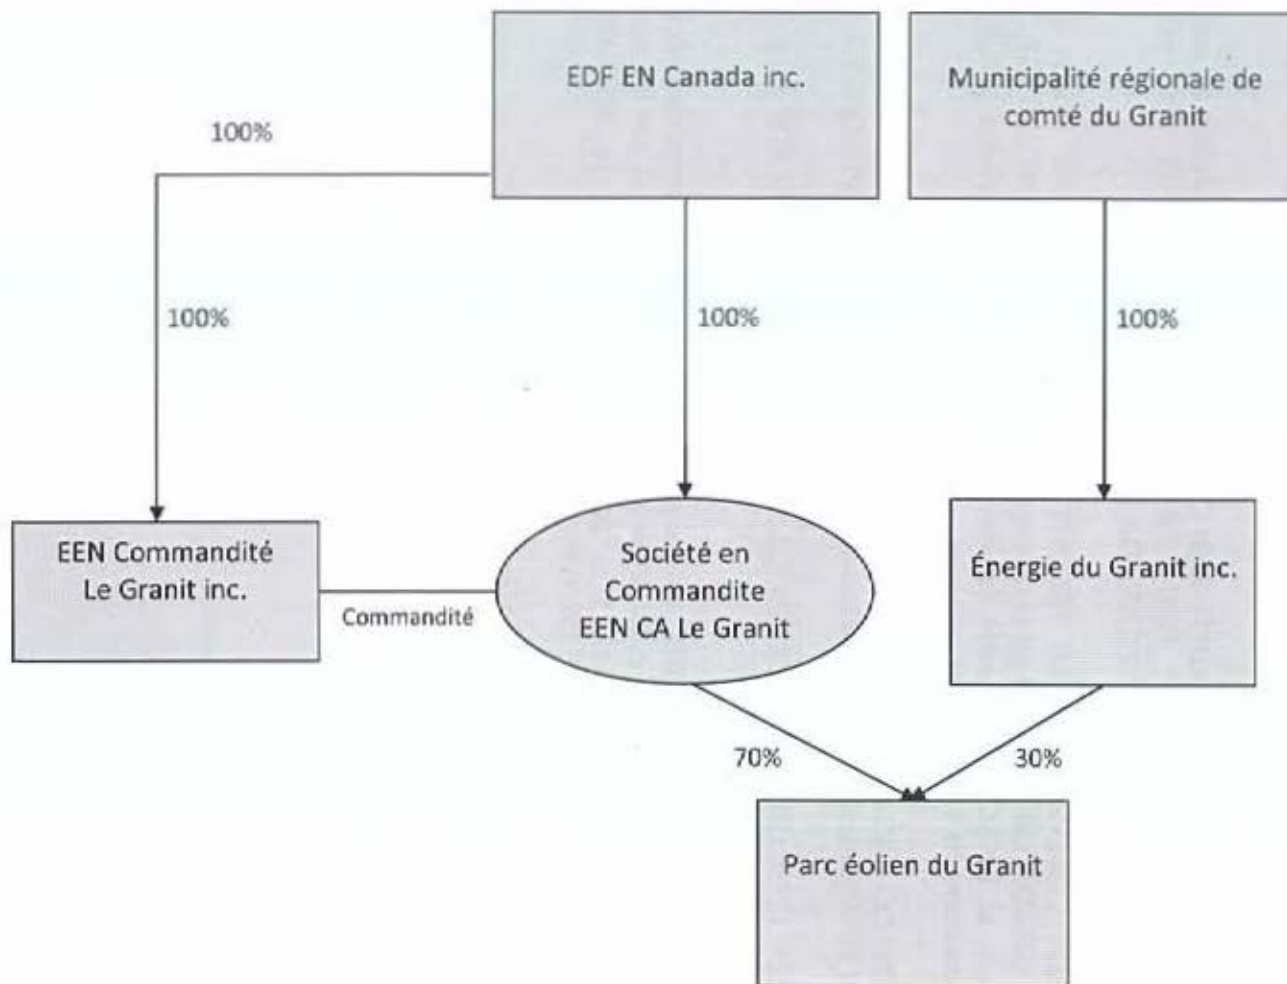 EDF EN Canada inc.
Municipalité régionale de
comté du Granit
100%
100%
100%
100%
EEN Commandité
Le Granit inc.
Commandité
Société en
Commandite
EEN CA Le Granit
Énergie du Granit inc.
70%
30%
Parc éolien du Granit